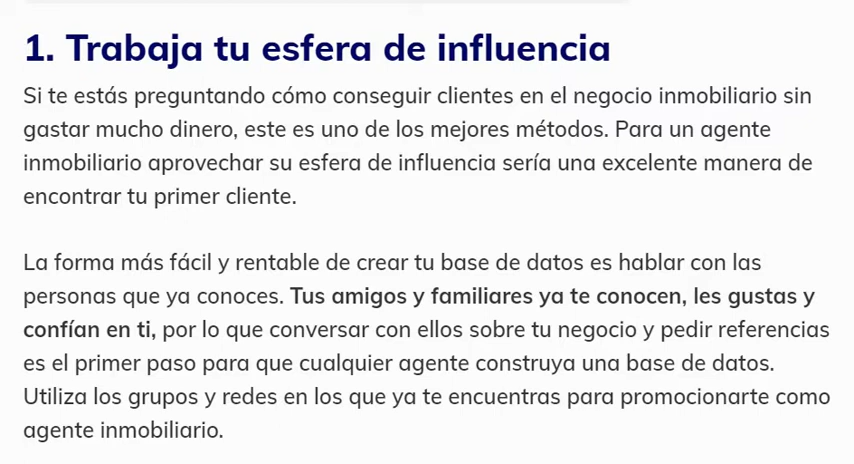 1. Trabaja tu esfera de influencia
Si te estás preguntando cómo conseguir clientes en el negocio inmobiliario sin
gastar mucho dinero, este es uno de los mejores métodos. Para un agente
inmobiliario aprovechar su esfera de influencia sería una excelente manera de
encontrar tu primer cliente.
La forma más fácil y rentable de crear tu base de datos es hablar con las
personas que ya conoces. Tus amigos y familiares ya te conocen, les gustas y
confían en ti, por lo que conversar con ellos sobre tu negocio y pedir referencias
es el primer paso para que cualquier agente construya una base de datos.
Utiliza los grupos y redes en los que ya te encuentras para promocionarte como
agente inmobiliario.